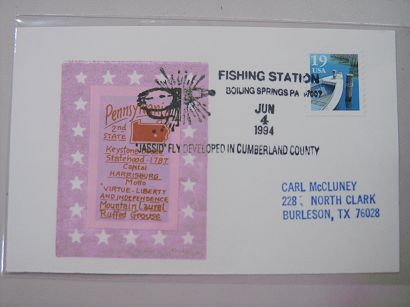 Pennsylvania
2nd
STATE
Keystone State
Statehood-1787
Capital
HARRISBURG
Motto
"VIRTUE-LIBERTY
AND INDEPENDENCE
Mountain Laurel
Ruffed Grouse
FISHING STATION
BOILING SPRINGS PA 17007
JUN
4
1994
"JASSID" FLY DEVELOPED IN CUMBERLAND COUNTY
19
USA
CARL McCLUNEY
NORTH CLARK
BURLESON, TX 76028